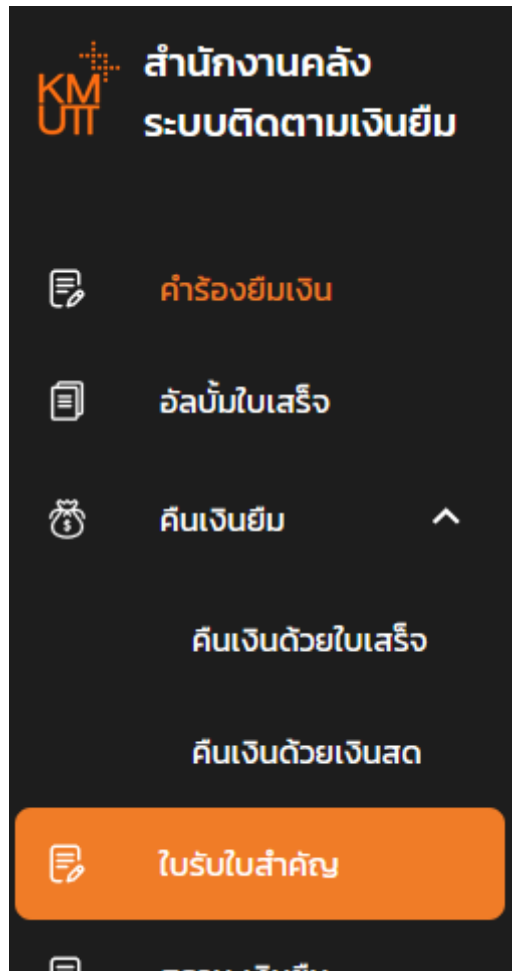 KM
UTT
สำนักงานคลัง
ระบบติดตามเงินยืม
คำร้องยืมเงิน
อัลบั้มใบเสร็จ
คืนเงินยืม
คืนเงินด้วยใบเสร็จ
คืนเงินด้วยเงินสด
ใบรับใบสำคัญ